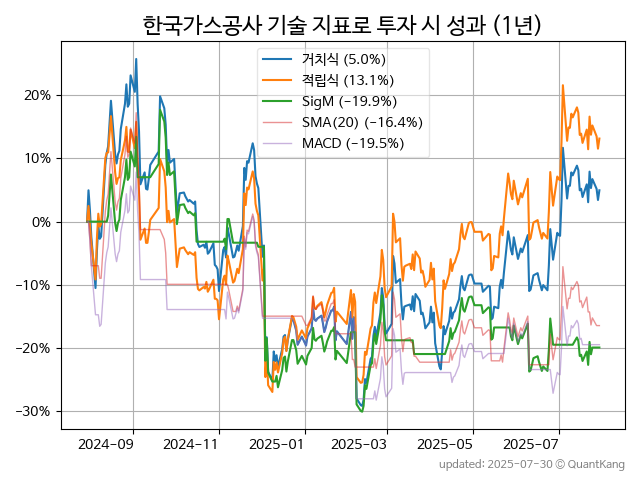 한국가스공사 기술 지표로 투자 시 성과 (1년)
거치식 (5.0%)
적립식 (13.1%)
SigM (−19.9%)
SMA(20) (−16.4%)
MACD (−19.5%)
20%
10%
0%
−10%
−20%
−30%
2024-09 2024-11 2025-01 2025-03 2025-05 2025-07
updated: 2025-07-30 © QuantKang